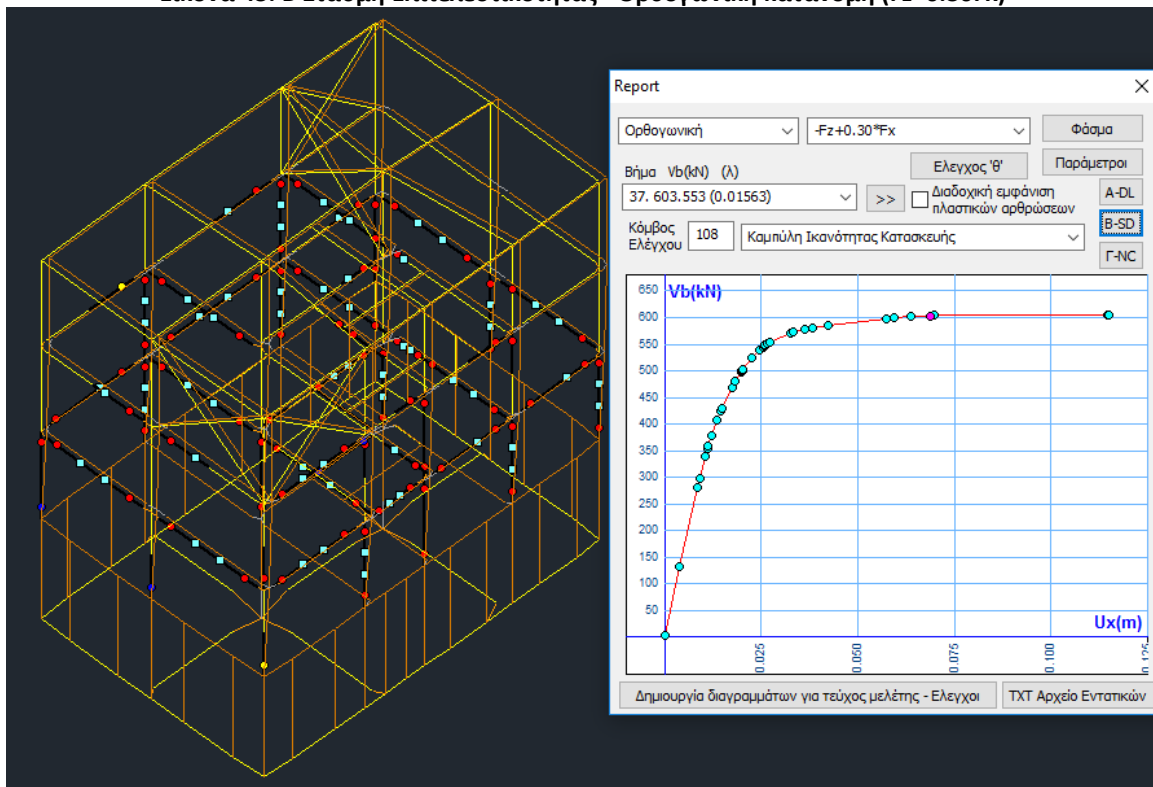 Report
Ορθογωνική -Fz+0.30*Fx Φάσμα
Ελεγχος 'θ' Παράμετροι
Βήμα Vb(kN) (λ)
37. 603.553 (0.01563) >> Διαδοχική εμφάνιση πλαστικών αρθρώσεων A-DL
Κόμβος Ελέγχου 108 Καμπύλη Ικανότητας Κατασκευής B-SD
Γ-NC
Vb(kN)
650
600
550
500
450
400
350
300
250
200
150
100
50
Ux(m)
0.025 0.050 0.075 0.100 0.125
Δημιουργία διαγραμμάτων για τεύχος μελέτης - Ελεγχοι TXT Αρχείο Εντατικών